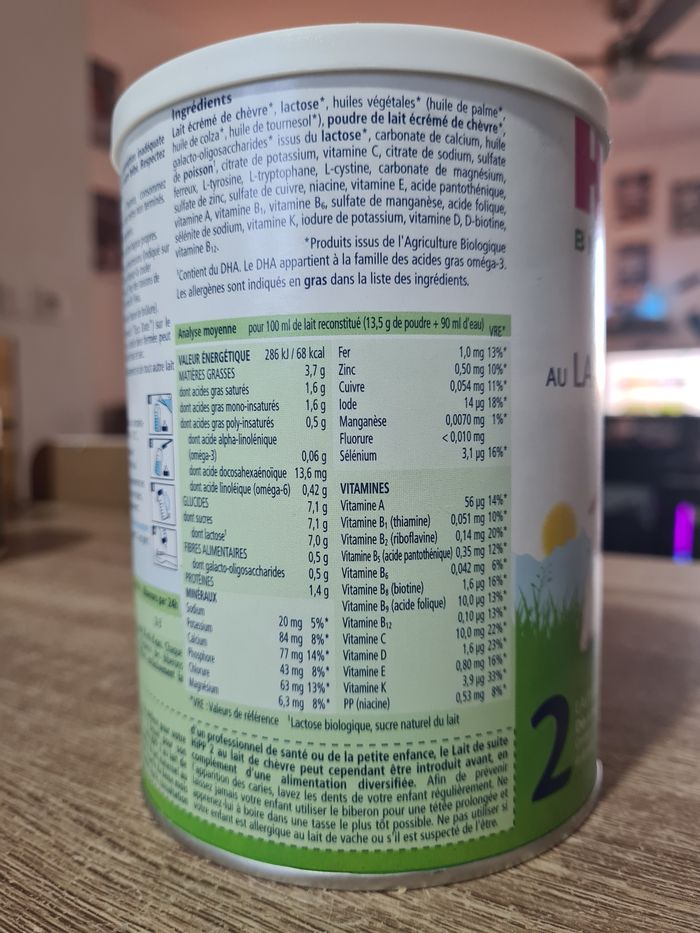 Ingrédients
Lait écrémé de chèvre*, lactose*, huiles végétales* (huile de palme*,
huile de colza*, huile de tournesol*), poudre de lait écrémé de chèvre*,
galacto-oligosaccharides* issus du lactose*, carbonate de calcium, huile
de poisson¹, citrate de potassium, vitamine C, citrate de sodium, sulfate
ferreux, L-tyrosine, L-tryptophane, L-cystine, carbonate de magnésium,
sulfate de zinc, sulfate de cuivre, niacine, vitamine E, acide pantothénique,
vitamine A, vitamine B₁, vitamine B₆, sulfate de manganèse, acide folique,
sélénite de sodium, vitamine K, iodure de potassium, vitamine D, D-biotine,
vitamine B₁₂.
*Produits issus de l'Agriculture Biologique
¹Contient du DHA. Le DHA appartient à la famille des acides gras oméga-3.
Les allergènes sont indiqués en gras dans la liste des ingrédients.
Analyse moyenne pour 100 ml de lait reconstitué (13,5 g de poudre + 90 ml d'eau) VRE*
VALEUR ÉNERGÉTIQUE 286 kJ / 68 kcal
MATIÈRES GRASSES 3,7 g
dont acides gras saturés 1,6 g
dont acides gras mono-insaturés 1,6 g
dont acides gras poly-insaturés 0,5 g
dont acide alpha-linolénique
(oméga-3) 0,06 g
dont acide docosahexaénoïque 13,6 mg
dont acide linoléique (oméga-6) 0,42 g
GLUCIDES 7,1 g
dont sucres 7,1 g
dont lactose¹ 7,0 g
FIBRES ALIMENTAIRES 0,5 g
dont galacto-oligosaccharides 0,5 g
PROTÉINES 1,4 g
MINÉRAUX
Sodium 20 mg 5%*
Potassium 84 mg 8%*
Calcium 77 mg 14%*
Phosphore 43 mg 8%*
Chlorure 63 mg 13%*
Magnésium 6,3 mg 8%*
Fer 1,0 mg 13%*
Zinc 0,50 mg 10%*
Cuivre 0,054 mg 11%*
Iode 14 µg 18%*
Manganèse 0,0070 mg 1%*
Fluorure < 0,010 mg
Sélénium 3,1 µg 16%*
VITAMINES
Vitamine A 56 µg 14%*
Vitamine B₁ (thiamine) 0,051 mg 10%*
Vitamine B₂ (riboflavine) 0,14 mg 20%*
Vitamine B₅ (acide pantothénique) 0,35 mg 12%*
Vitamine B₆ 0,042 mg 6%*
Vitamine B₈ (biotine) 1,6 µg 16%*
Vitamine B₉ (acide folique) 10,0 µg 13%*
Vitamine B₁₂ 0,10 µg 13%*
Vitamine C 10,0 mg 22%*
Vitamine D 1,6 µg 23%*
Vitamine E 0,80 mg 16%*
Vitamine K 3,9 µg 33%*
PP (niacine) 0,53 mg 8%*
*VRE : Valeurs de référence ¹Lactose biologique, sucre naturel du lait
d'un professionnel de santé ou de la petite enfance, le Lait de suite
HiPP 2 au lait de chèvre peut cependant être introduit avant, en
complément d'une alimentation diversifiée. Afin de prévenir
l'apparition des caries, lavez les dents de votre enfant régulièrement. Ne
laissez jamais votre enfant utiliser le biberon pour une tétée prolongée et
apprenez-lui à boire dans une tasse le plus tôt possible. Ne pas utiliser si
votre enfant est allergique au lait de vache ou s'il est suspecté de l'être.
AU LA
2